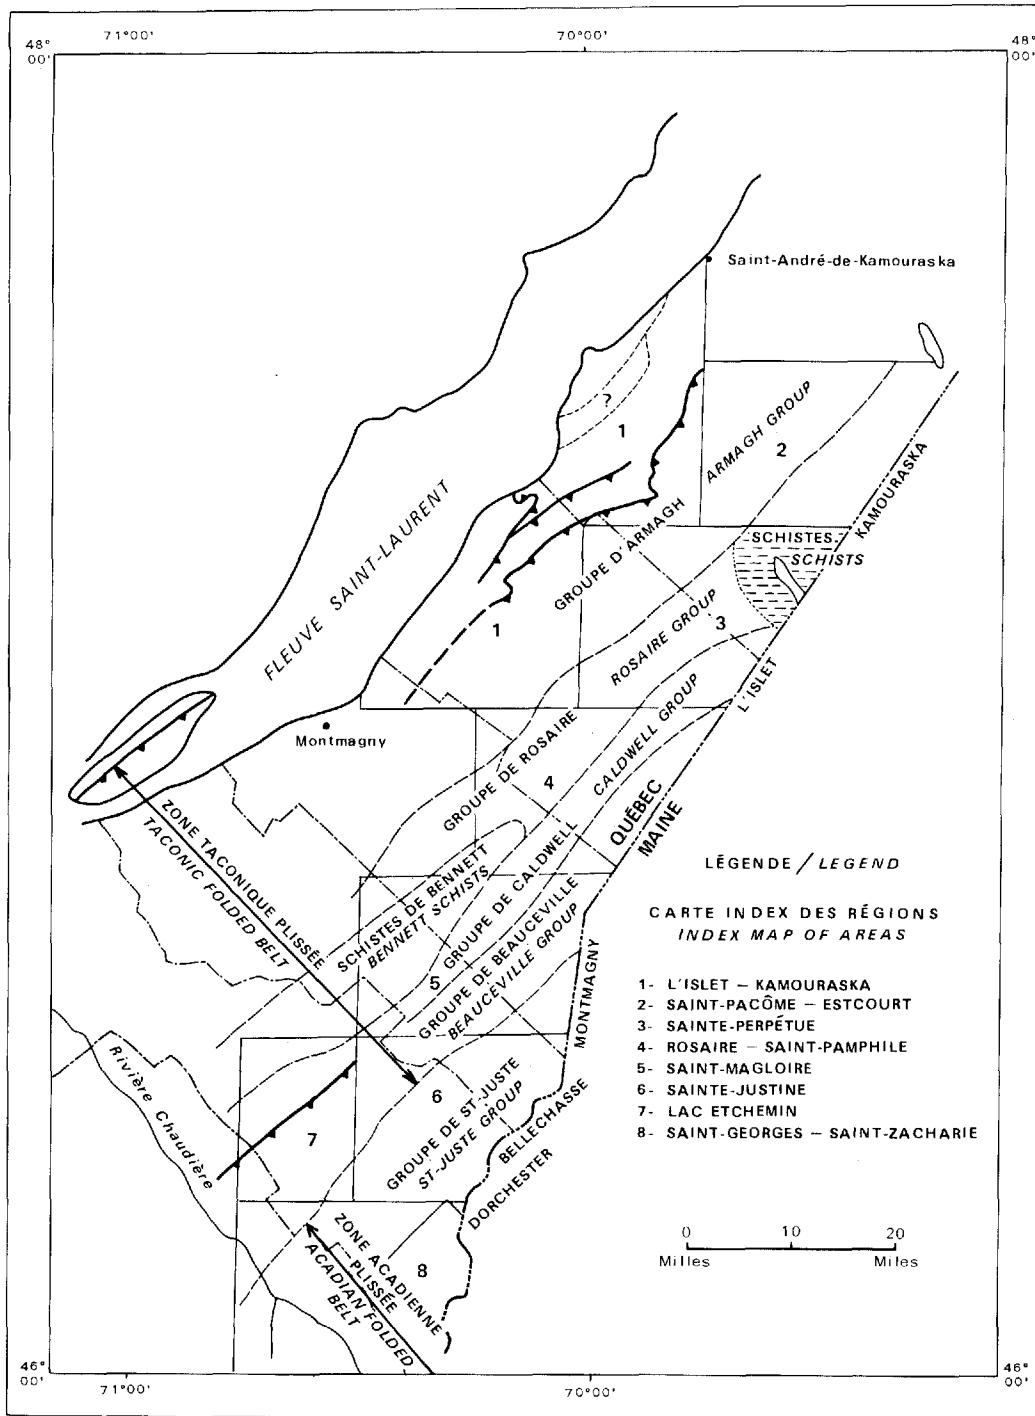 71°00'
70°00'
48°
00'
48°
00'
Saint-André-de-Kamouraska
?
1
ARMAGH GROUP
2
KAMOURASKA
FLEUVE SAINT-LAURENT
GROUPE D'ARMAGH
SCHISTES
SCHISTS
1
ROSAIRE GROUP
3
L'ISLET
Montmagny
CALDWELL GROUP
GROUPE DE ROSAIRE
4
QUÉBEC
MAINE
ZONE TACONIQUE PLISSÉE
TACONIC FOLDED BELT
SCHISTES DE BENNETT
BENNETT SCHISTS
GROUPE DE CALDWELL
5
GROUPE DE BEAUCEVILLE
BEAUCEVILLE GROUP
MONTMAGNY
LÉGENDE / LEGEND
CARTE INDEX DES RÉGIONS
INDEX MAP OF AREAS
1- L'ISLET – KAMOURASKA
2- SAINT-PACÔME – ESTCOURT
3- SAINTE-PERPÉTUE
4- ROSAIRE – SAINT-PAMPHILE
5- SAINT-MAGLOIRE
6- SAINTE-JUSTINE
7- LAC ETCHEMIN
8- SAINT-GEORGES – SAINT-ZACHARIE
Rivière Chaudière
6
7
GROUPE DE ST-JUSTE
ST-JUSTE GROUP
BELLECHASSE
DORCHESTER
ZONE ACADIENNE
PLISSÉE
ACADIAN FOLDED
BELT
8
0 10 20
Milles Miles
46°
00'
46°
00'
71°00'
70°00'